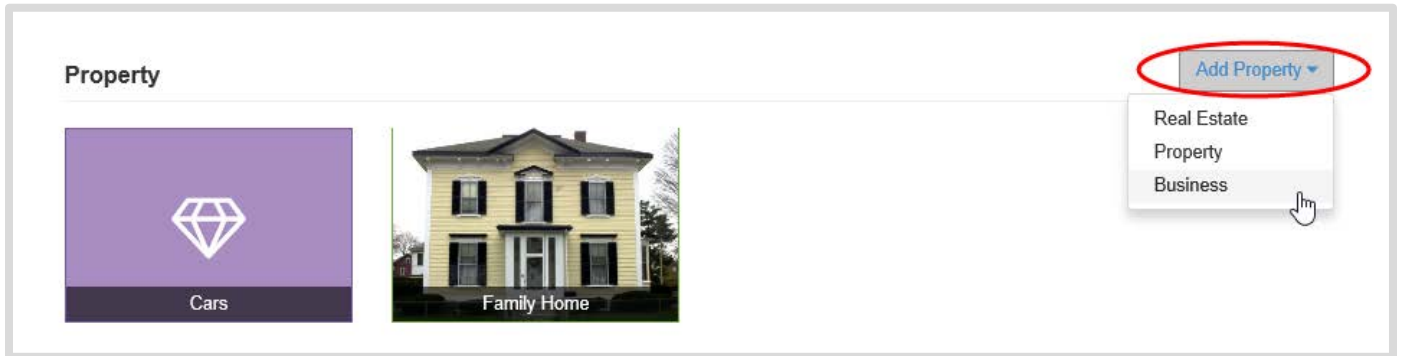 Property
Add Property
Real Estate
Property
Business
Cars
Family Home